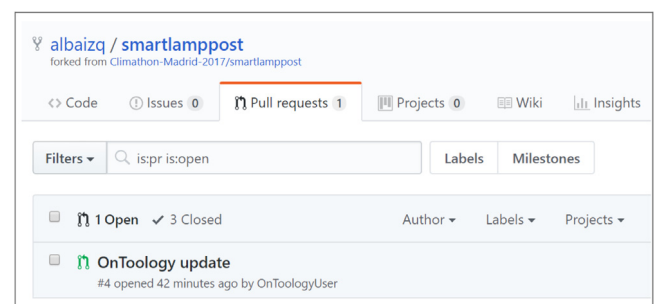 albaizq / smartlamppost
forked from Climathon-Madrid-2017/smartlamppost
<> Code Issues 0 Pull requests 1 Projects 0 Wiki Insights
Filters is:pr is:open Labels Milestones
1 Open ✓ 3 Closed Author Labels Projects
OnToology update
#4 opened 42 minutes ago by OnToologyUser